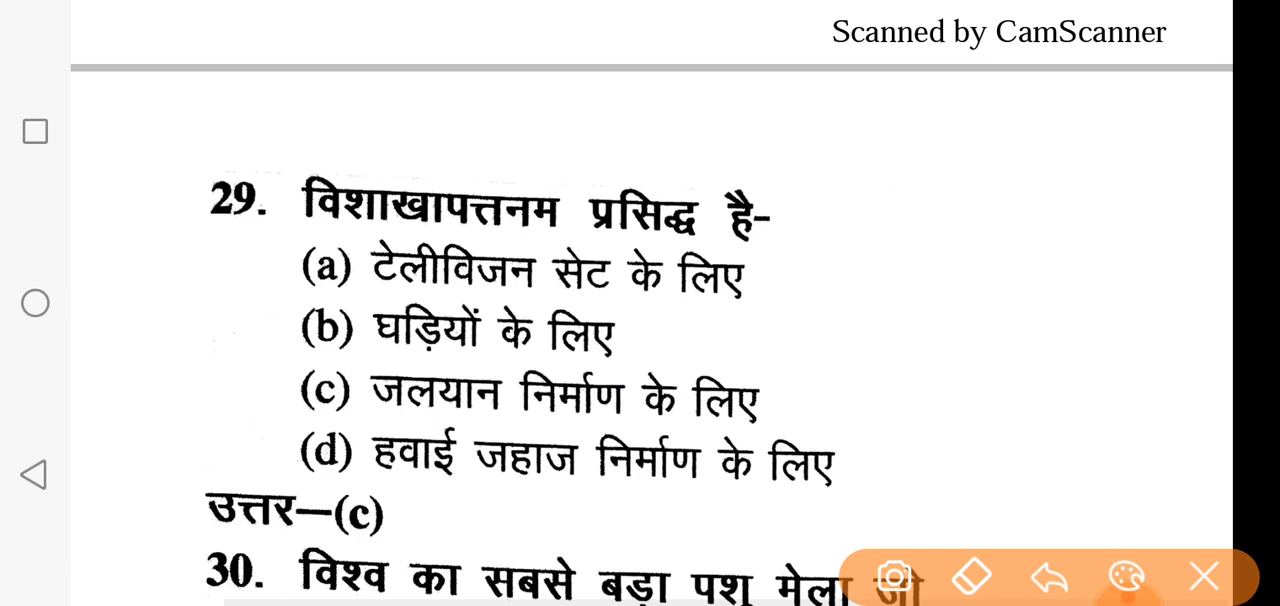 Scanned by CamScanner
29. विशाखापत्तनम प्रसिद्ध है-
(a) टेलीविजन सेट के लिए
(b) घड़ियों के लिए
(c) जलयान निर्माण के लिए
(d) हवाई जहाज निर्माण के लिए
उत्तर—(c)
30. विश्व का सबसे बड़ा पशु मेला जो